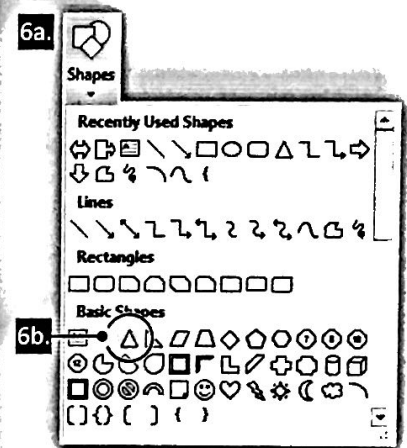 6a.
Shapes
Recently Used Shapes
Lines
Rectangles
Basic Shapes
6b.